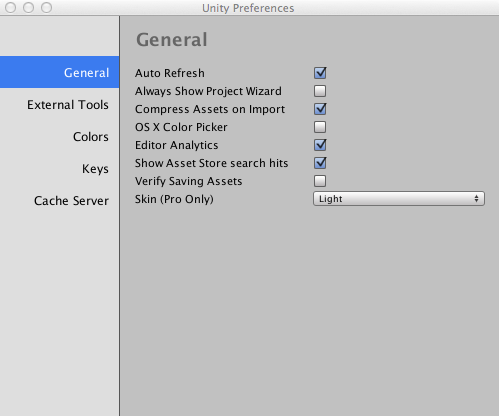 Unity Preferences
General
External Tools
Colors
Keys
Cache Server
General
Auto Refresh
Always Show Project Wizard
Compress Assets on Import
OS X Color Picker
Editor Analytics
Show Asset Store search hits
Verify Saving Assets
Skin (Pro Only) Light